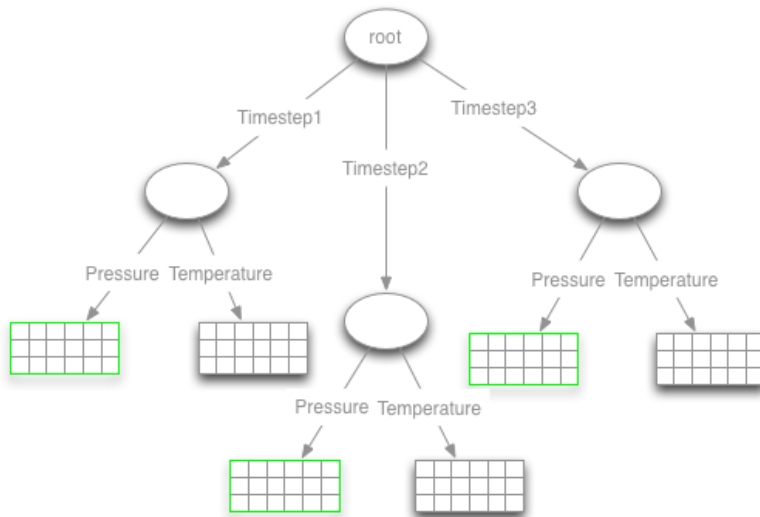 root
Timestep1
Timestep2
Timestep3
Pressure Temperature
Pressure Temperature
Pressure Temperature